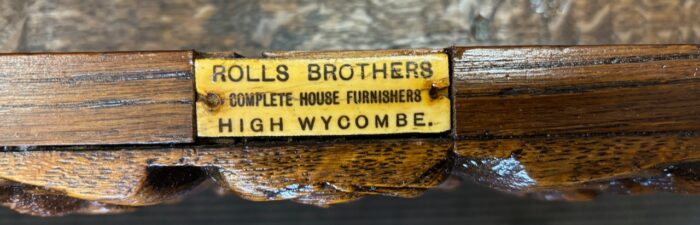 ROLLS BROTHERS
COMPLETE HOUSE FURNISHERS
HIGH WYCOMBE.